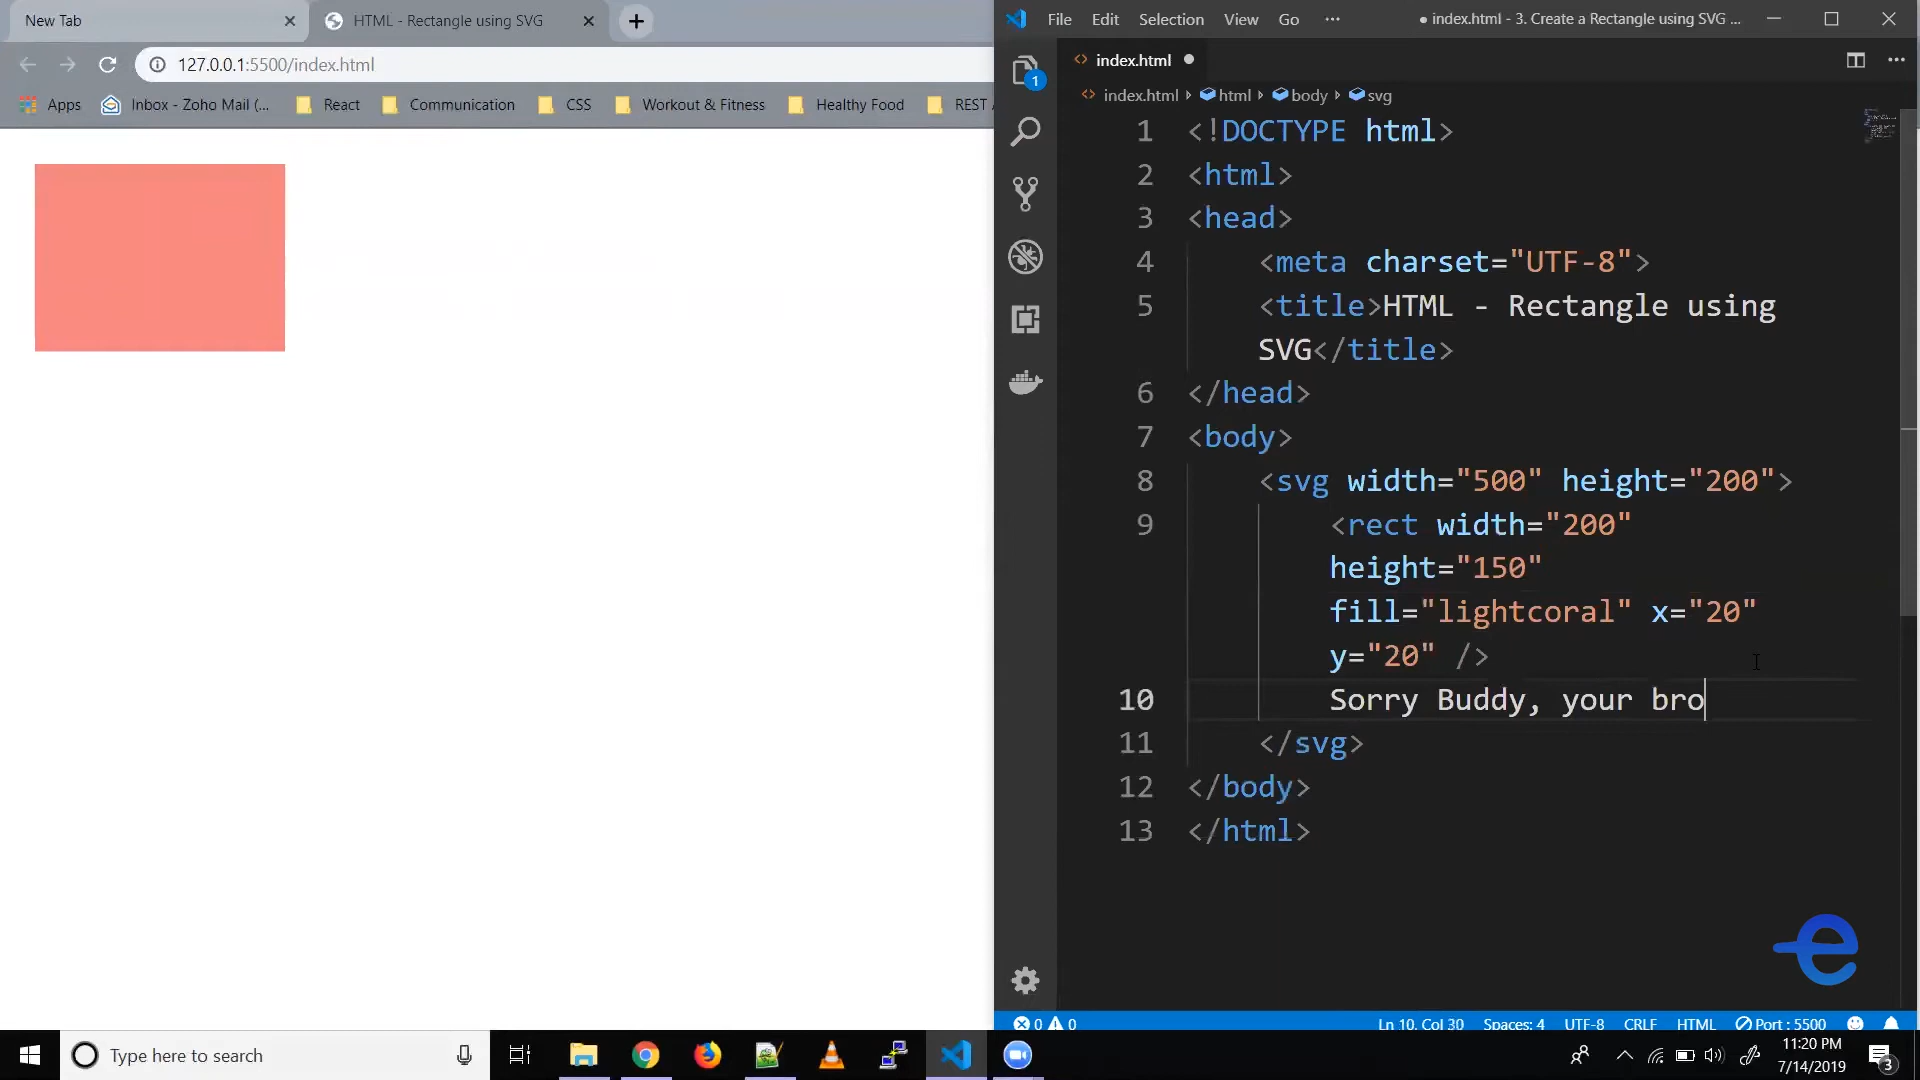 New Tab
HTML - Rectangle using SVG
127.0.0.1:5500/index.html
Apps
Inbox - Zoho Mail (...
React
Communication
CSS
Workout & Fitness
Healthy Food
REST
File Edit Selection View Go ···
● index.html - 3. Create a Rectangle using SVG ...
1
index.html ●
index.html › html › body › svg
1 <!DOCTYPE html>
2 <html>
3 <head>
4 <meta charset="UTF-8">
5 <title>HTML - Rectangle using
SVG</title>
6 </head>
7 <body>
8 <svg width="500" height="200">
9 <rect width="200"
height="150"
fill="lightcoral" x="20"
y="20" />
10 Sorry Buddy, your bro
11 </svg>
12 </body>
13 </html>
0 0
Ln 10, Col 30
Spaces: 4
UTF-8
CRLF
HTML
Port : 5500
Type here to search
11:20 PM
7/14/2019
3